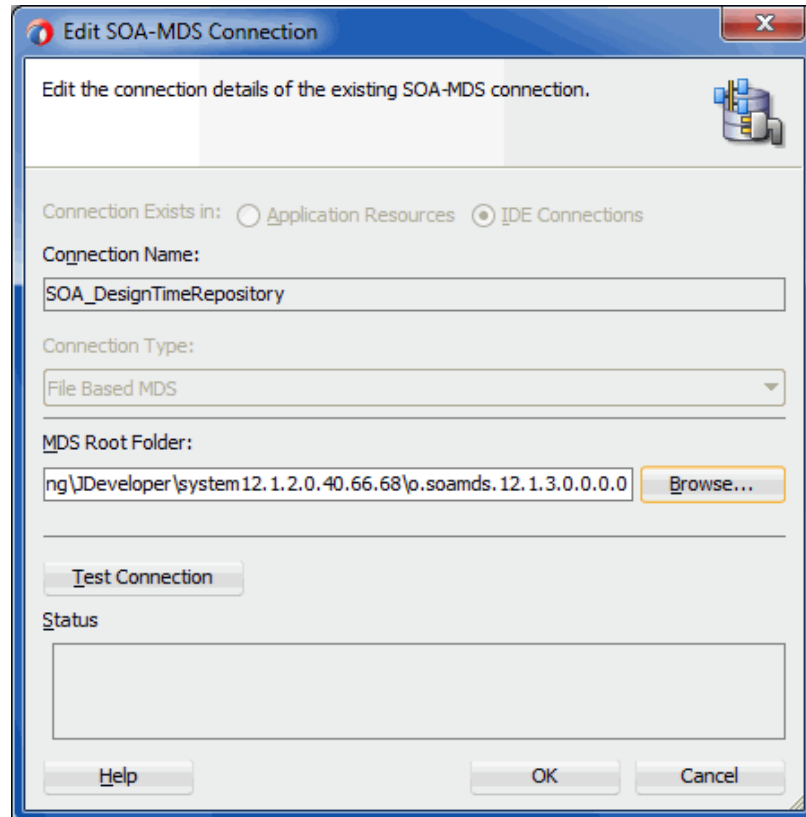 Edit SOA-MDS Connection
Edit the connection details of the existing SOA-MDS connection.
Connection Exists in: Application Resources IDE Connections
Connection Name:
SOA_DesignTimeRepository
Connection Type:
File Based MDS
MDS Root Folder:
ng\JDeveloper\system12.1.2.0.40.66.68\o.soamds.12.1.3.0.0.0.0 Browse...
Test Connection
Status
Help OK Cancel